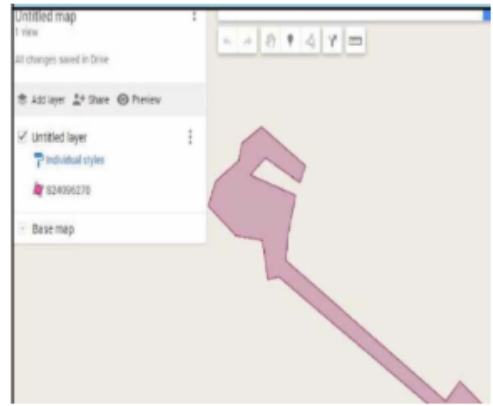 Untitled map
1 view
All changes saved in Drive
Add layer Share Preview
Untitled layer
Individual styles
S24096270
Base map